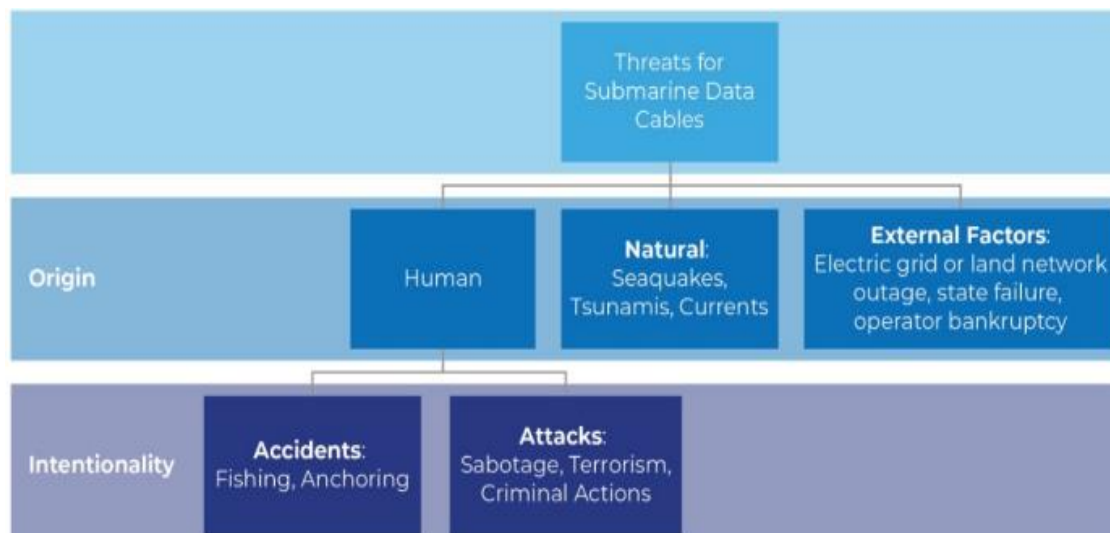 Threats for
Submarine Data
Cables
Origin
Human
Natural:
Seaquakes,
Tsunamis, Currents
External Factors:
Electric grid or land network
outage, state failure,
operator bankruptcy
Intentionality
Accidents:
Fishing, Anchoring
Attacks:
Sabotage, Terrorism,
Criminal Actions